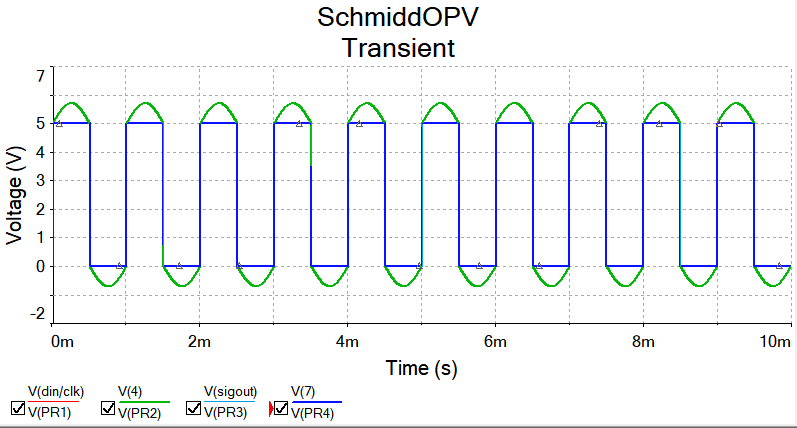 SchmiddOPV
Transient
Voltage (V)
7
5
4
3
2
1
0
-2
0m 2m 4m 6m 8m 10m
Time (s)
V(din/clk) V(4) V(sigout) V(7)
V(PR1) V(PR2) V(PR3) V(PR4)